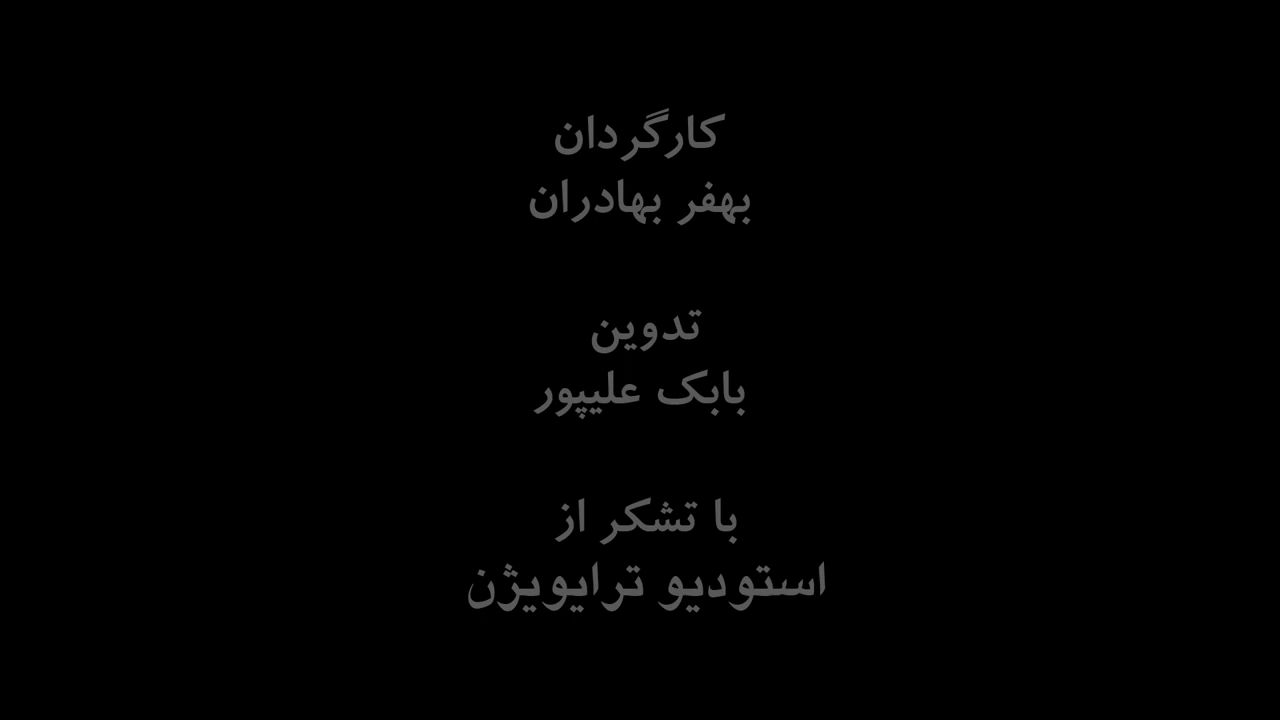 کارگردان
بهفر بهادران
تدوین
بابک علیپور
با تشکر از
استودیو ترایویژن